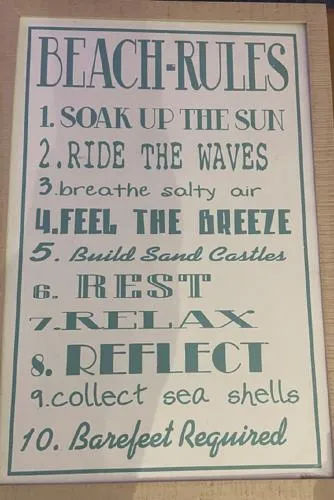 BEACH-RULES
1. SOAK UP THE SUN
2. RIDE THE WAVES
3. breathe salty air
4. FEEL THE BREEZE
5. Build Sand Castles
6. REST
7. RELAX
8. REFLECT
9. collect sea shells
10. Barefeet Required